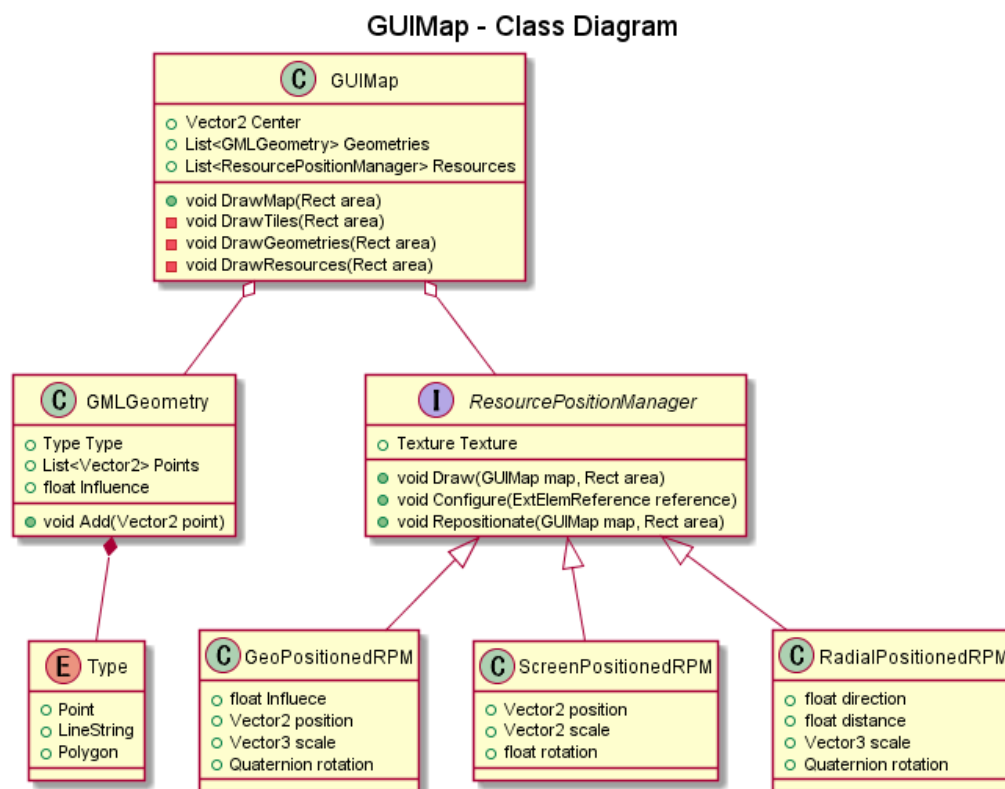 GUIMap - Class Diagram
C GUIMap
Vector2 Center
List<GMLGeometry> Geometries
List<ResourcePositionManager> Resources
void DrawMap(Rect area)
void DrawTiles(Rect area)
void DrawGeometries(Rect area)
void DrawResources(Rect area)
C GMLGeometry
Type Type
List<Vector2> Points
float Influence
void Add(Vector2 point)
I ResourcePositionManager
Texture Texture
void Draw(GUIMap map, Rect area)
void Configure(ExtElemReference reference)
void Repositionate(GUIMap map, Rect area)
E Type
Point
LineString
Polygon
C GeoPositionedRPM
float Influece
Vector2 position
Vector3 scale
Quaternion rotation
C ScreenPositionedRPM
Vector2 position
Vector2 scale
float rotation
C RadialPositionedRPM
float direction
float distance
Vector3 scale
Quaternion rotation